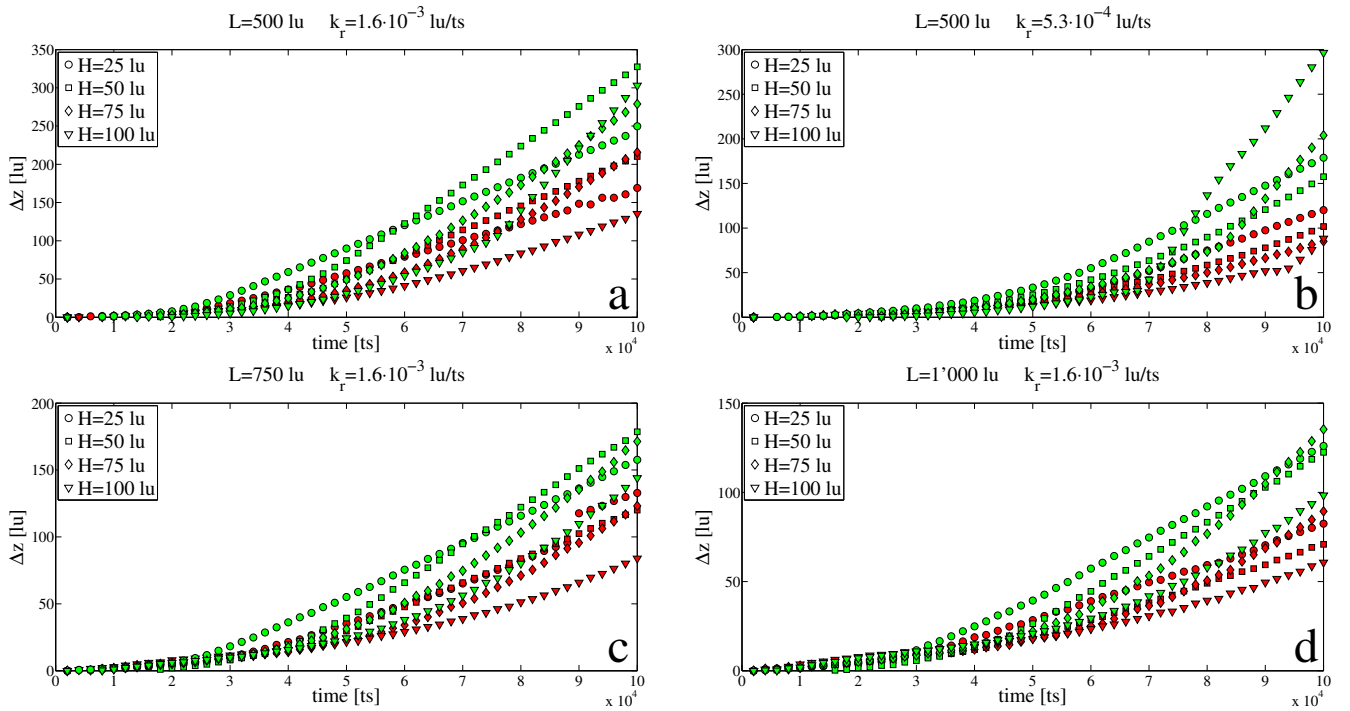 L=500 lu k_r=1.6·10^{-3} lu/ts
350
300
250
200
150
100
50
0
Δz [lu]
H=25 lu
H=50 lu
H=75 lu
H=100 lu
a
0 1 2 3 4 5 6 7 8 9 10
time [ts]
x 10^4
L=500 lu k_r=5.3·10^{-4} lu/ts
300
250
200
150
100
50
0
Δz [lu]
H=25 lu
H=50 lu
H=75 lu
H=100 lu
b
0 1 2 3 4 5 6 7 8 9 10
time [ts]
x 10^4
L=750 lu k_r=1.6·10^{-3} lu/ts
200
150
100
50
0
Δz [lu]
H=25 lu
H=50 lu
H=75 lu
H=100 lu
c
0 1 2 3 4 5 6 7 8 9 10
time [ts]
x 10^4
L=1'000 lu k_r=1.6·10^{-3} lu/ts
150
100
50
0
Δz [lu]
H=25 lu
H=50 lu
H=75 lu
H=100 lu
d
0 1 2 3 4 5 6 7 8 9 10
time [ts]
x 10^4